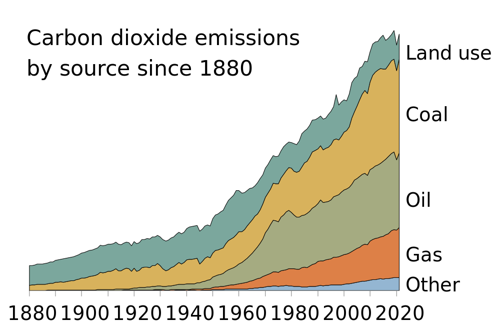 Carbon dioxide emissions
by source since 1880
Land use
Coal
Oil
Gas
Other
1880 1900 1920 1940 1960 1980 2000 2020